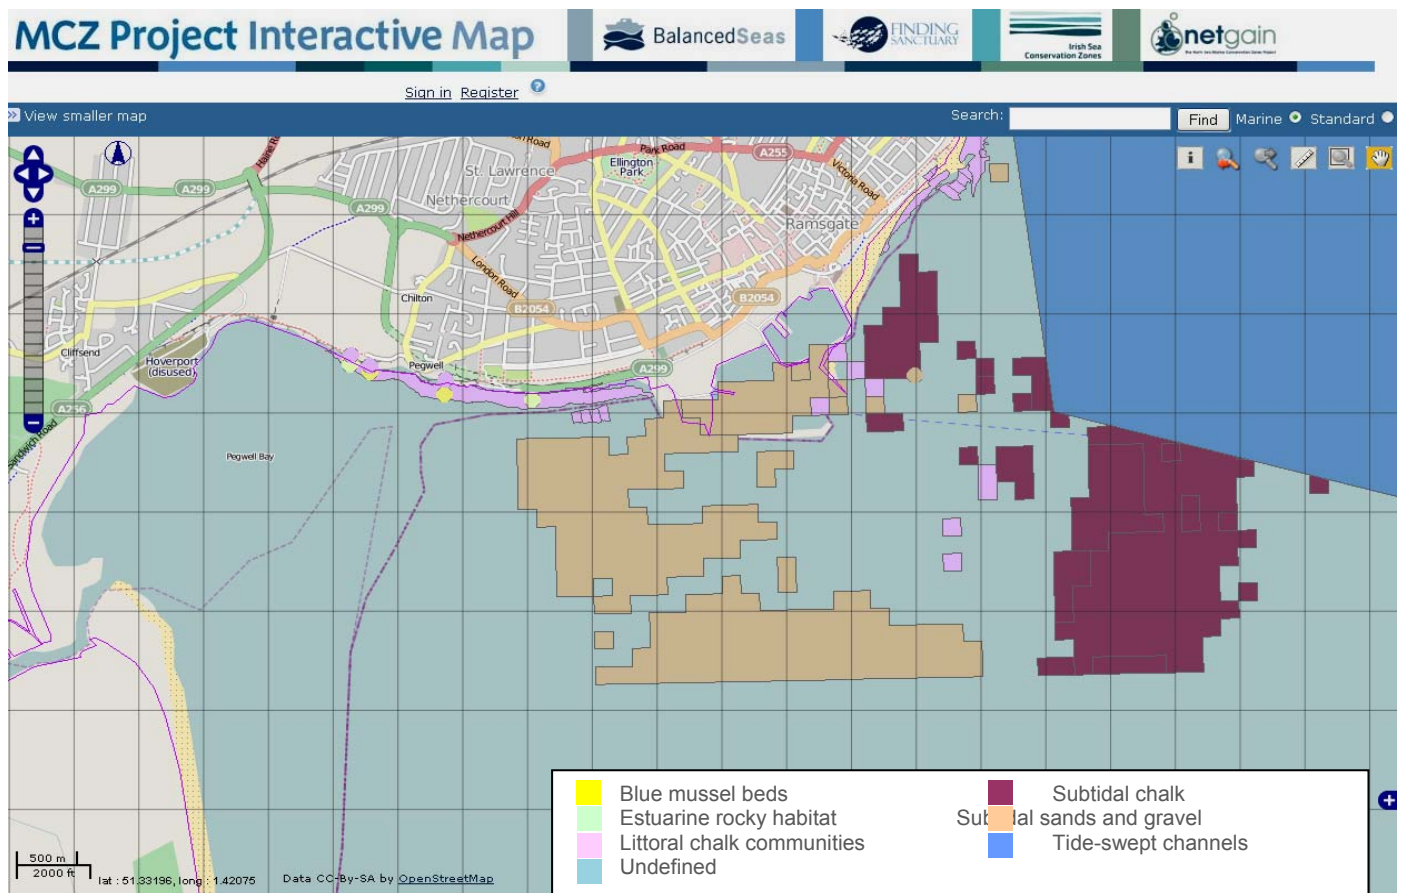 MCZ Project Interactive Map
BalancedSeas
FINDING
SANCTUARY
Irish Sea
Conservation Zones
netgain
Sign in Register ?
View smaller map
Search:
Find
Marine
Standard
A299
A299
A299
Haine R
on Road
Park Road
A255
Ellington
Park
St. Lawrence
Nethercourt
Nethercourt Hill
Victoria Road
Ramsgate
London Road
Chilton
B2054
B2054
Cliffsend
Hoverport
(disused)
Pegwell
A299
A256
Sandwich Road
Pegwell Bay
Blue mussel beds
Estuarine rocky habitat
Littoral chalk communities
Undefined
Subtidal chalk
Subtidal sands and gravel
Tide-swept channels
500 m
2000 ft
lat : 51.33196, long : 1.42075
Data CC-By-SA by OpenStreetMap